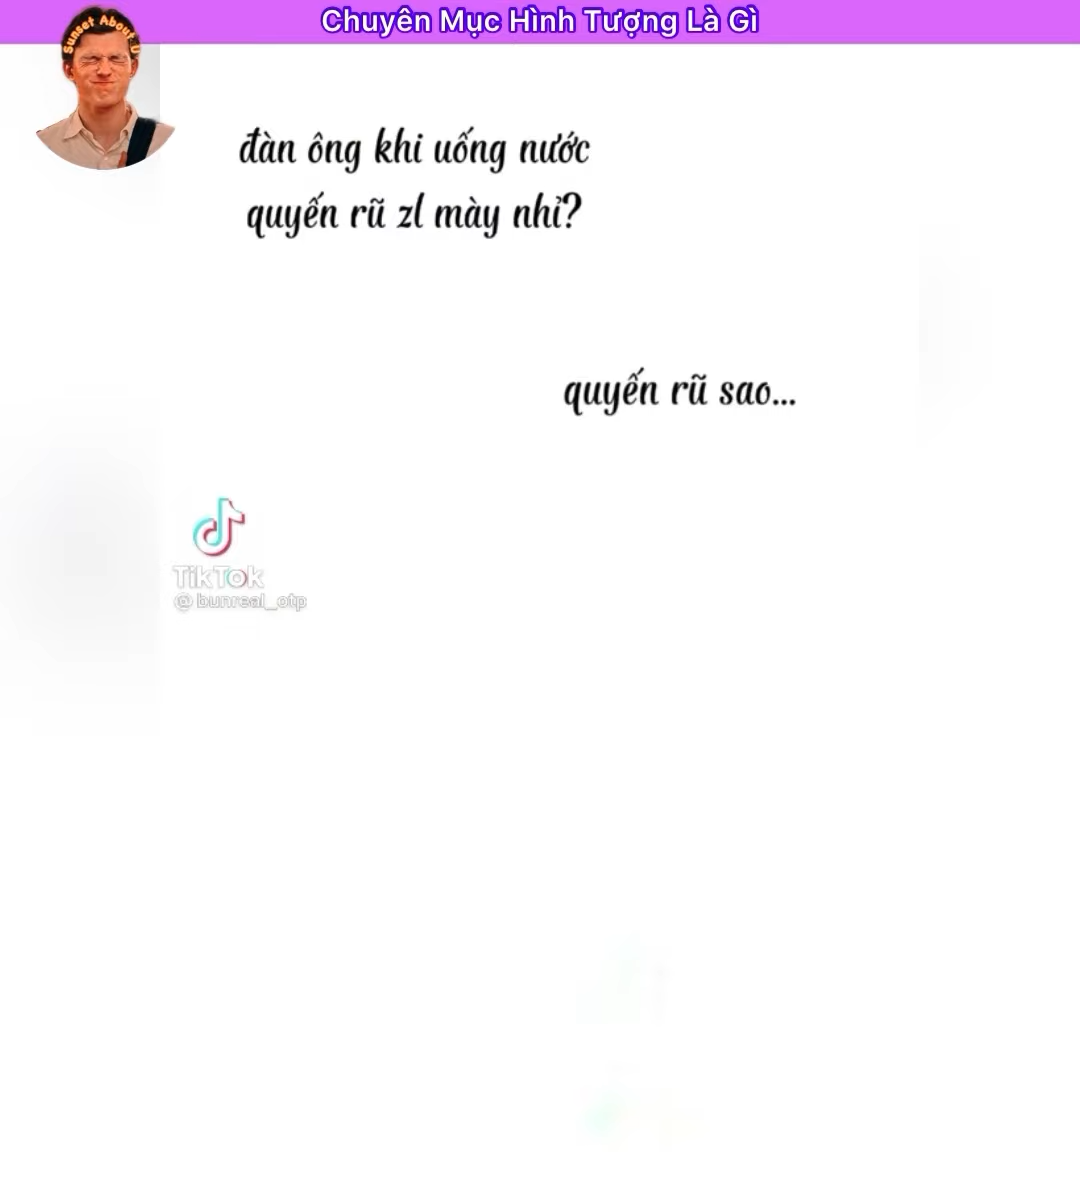 Chuyên Mục Hình Tượng Là Gì
Sunset About U
đàn ông khi uống nước
quyến rũ zl mày nhỉ?
quyến rũ sao...
TikTok
@bunreal_otp